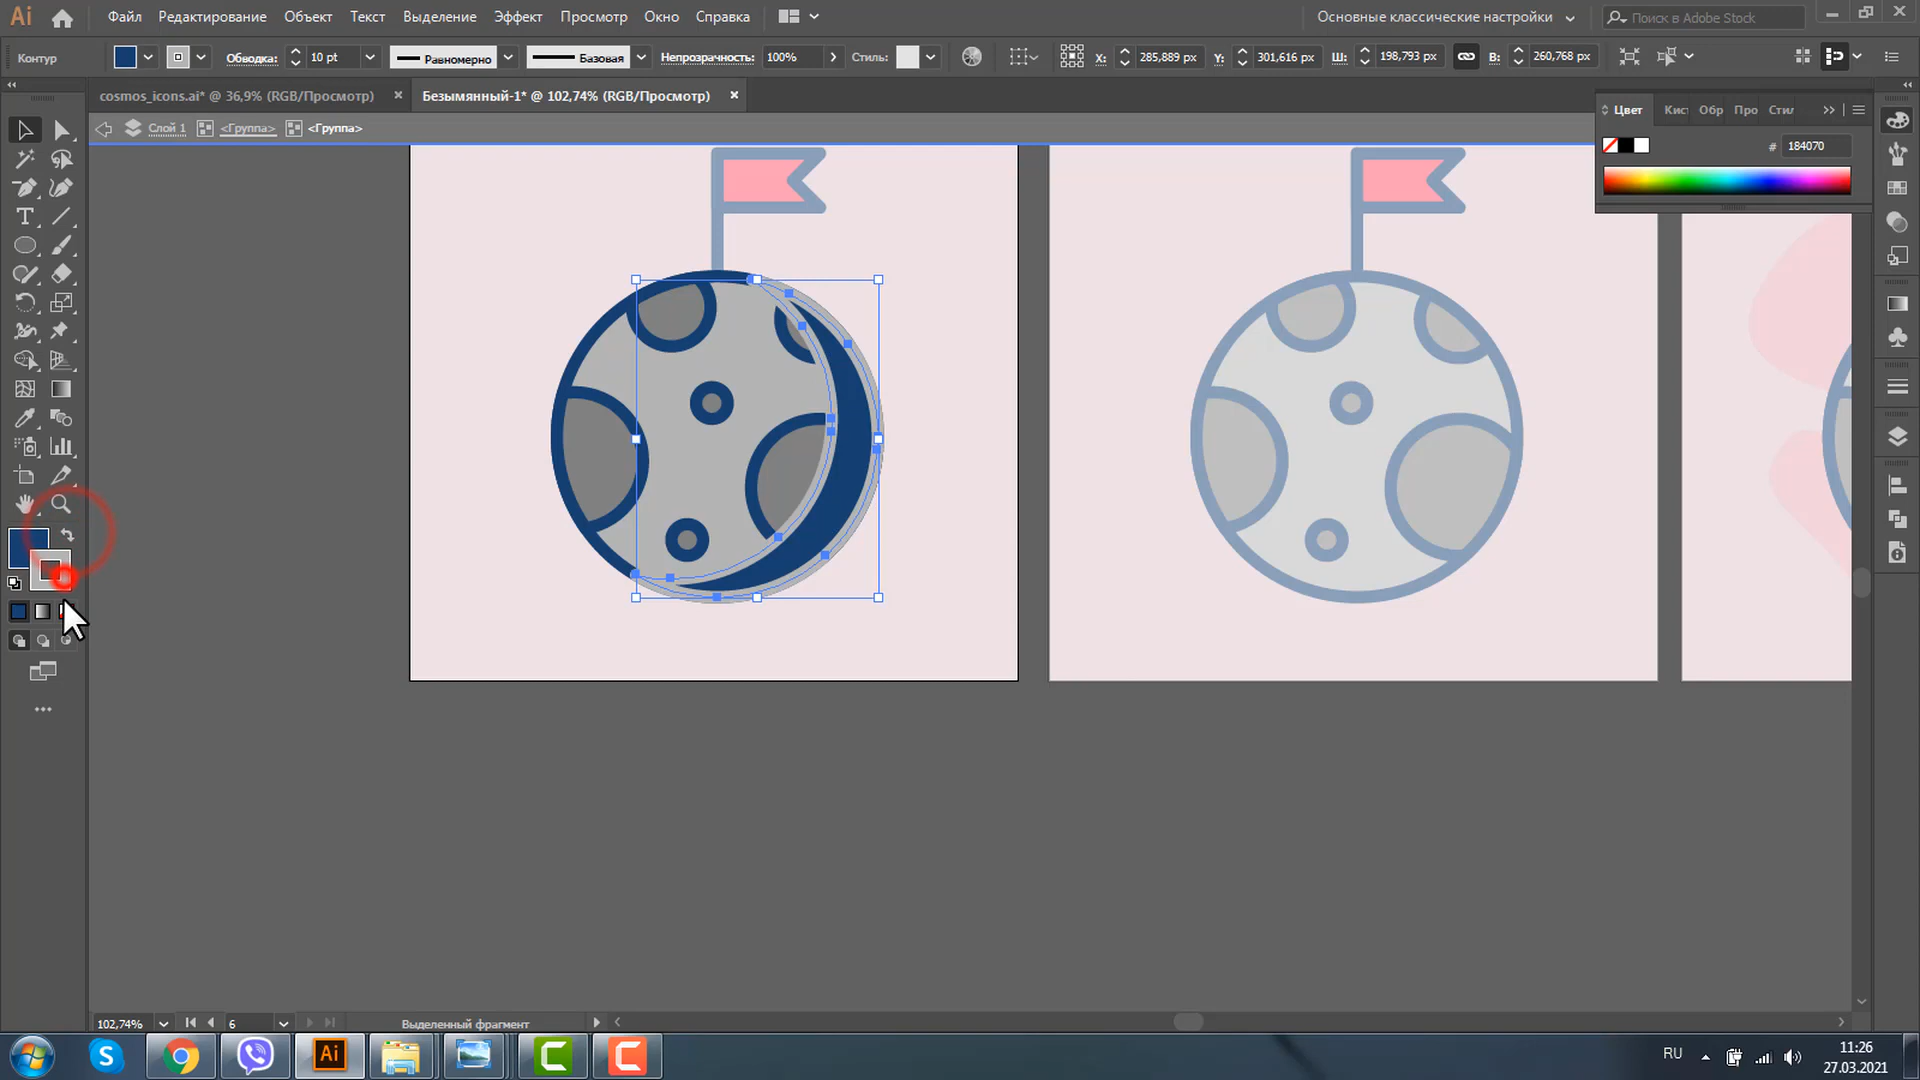 Ai Файл Редактирование Объект Текст Выделение Эффект Просмотр Окно Справка Основные классические настройки Поиск в Adobe Stock
Контур Обводка: 10 pt Равномерно Базовая Непрозрачность: 100% Стиль: X: 285,889 px Y: 301,616 px Ш: 198,793 px В: 260,768 px
cosmos_icons.ai* @ 36,9% (RGB/Просмотр) × Безымянный-1* @ 102,74% (RGB/Просмотр) ×
Слой 1 <Группа> <Группа>
Цвет Кист Обр Про Стил
# 184070
102,74% 6 Выделенный фрагмент
Ai RU 11:26
27.03.2021